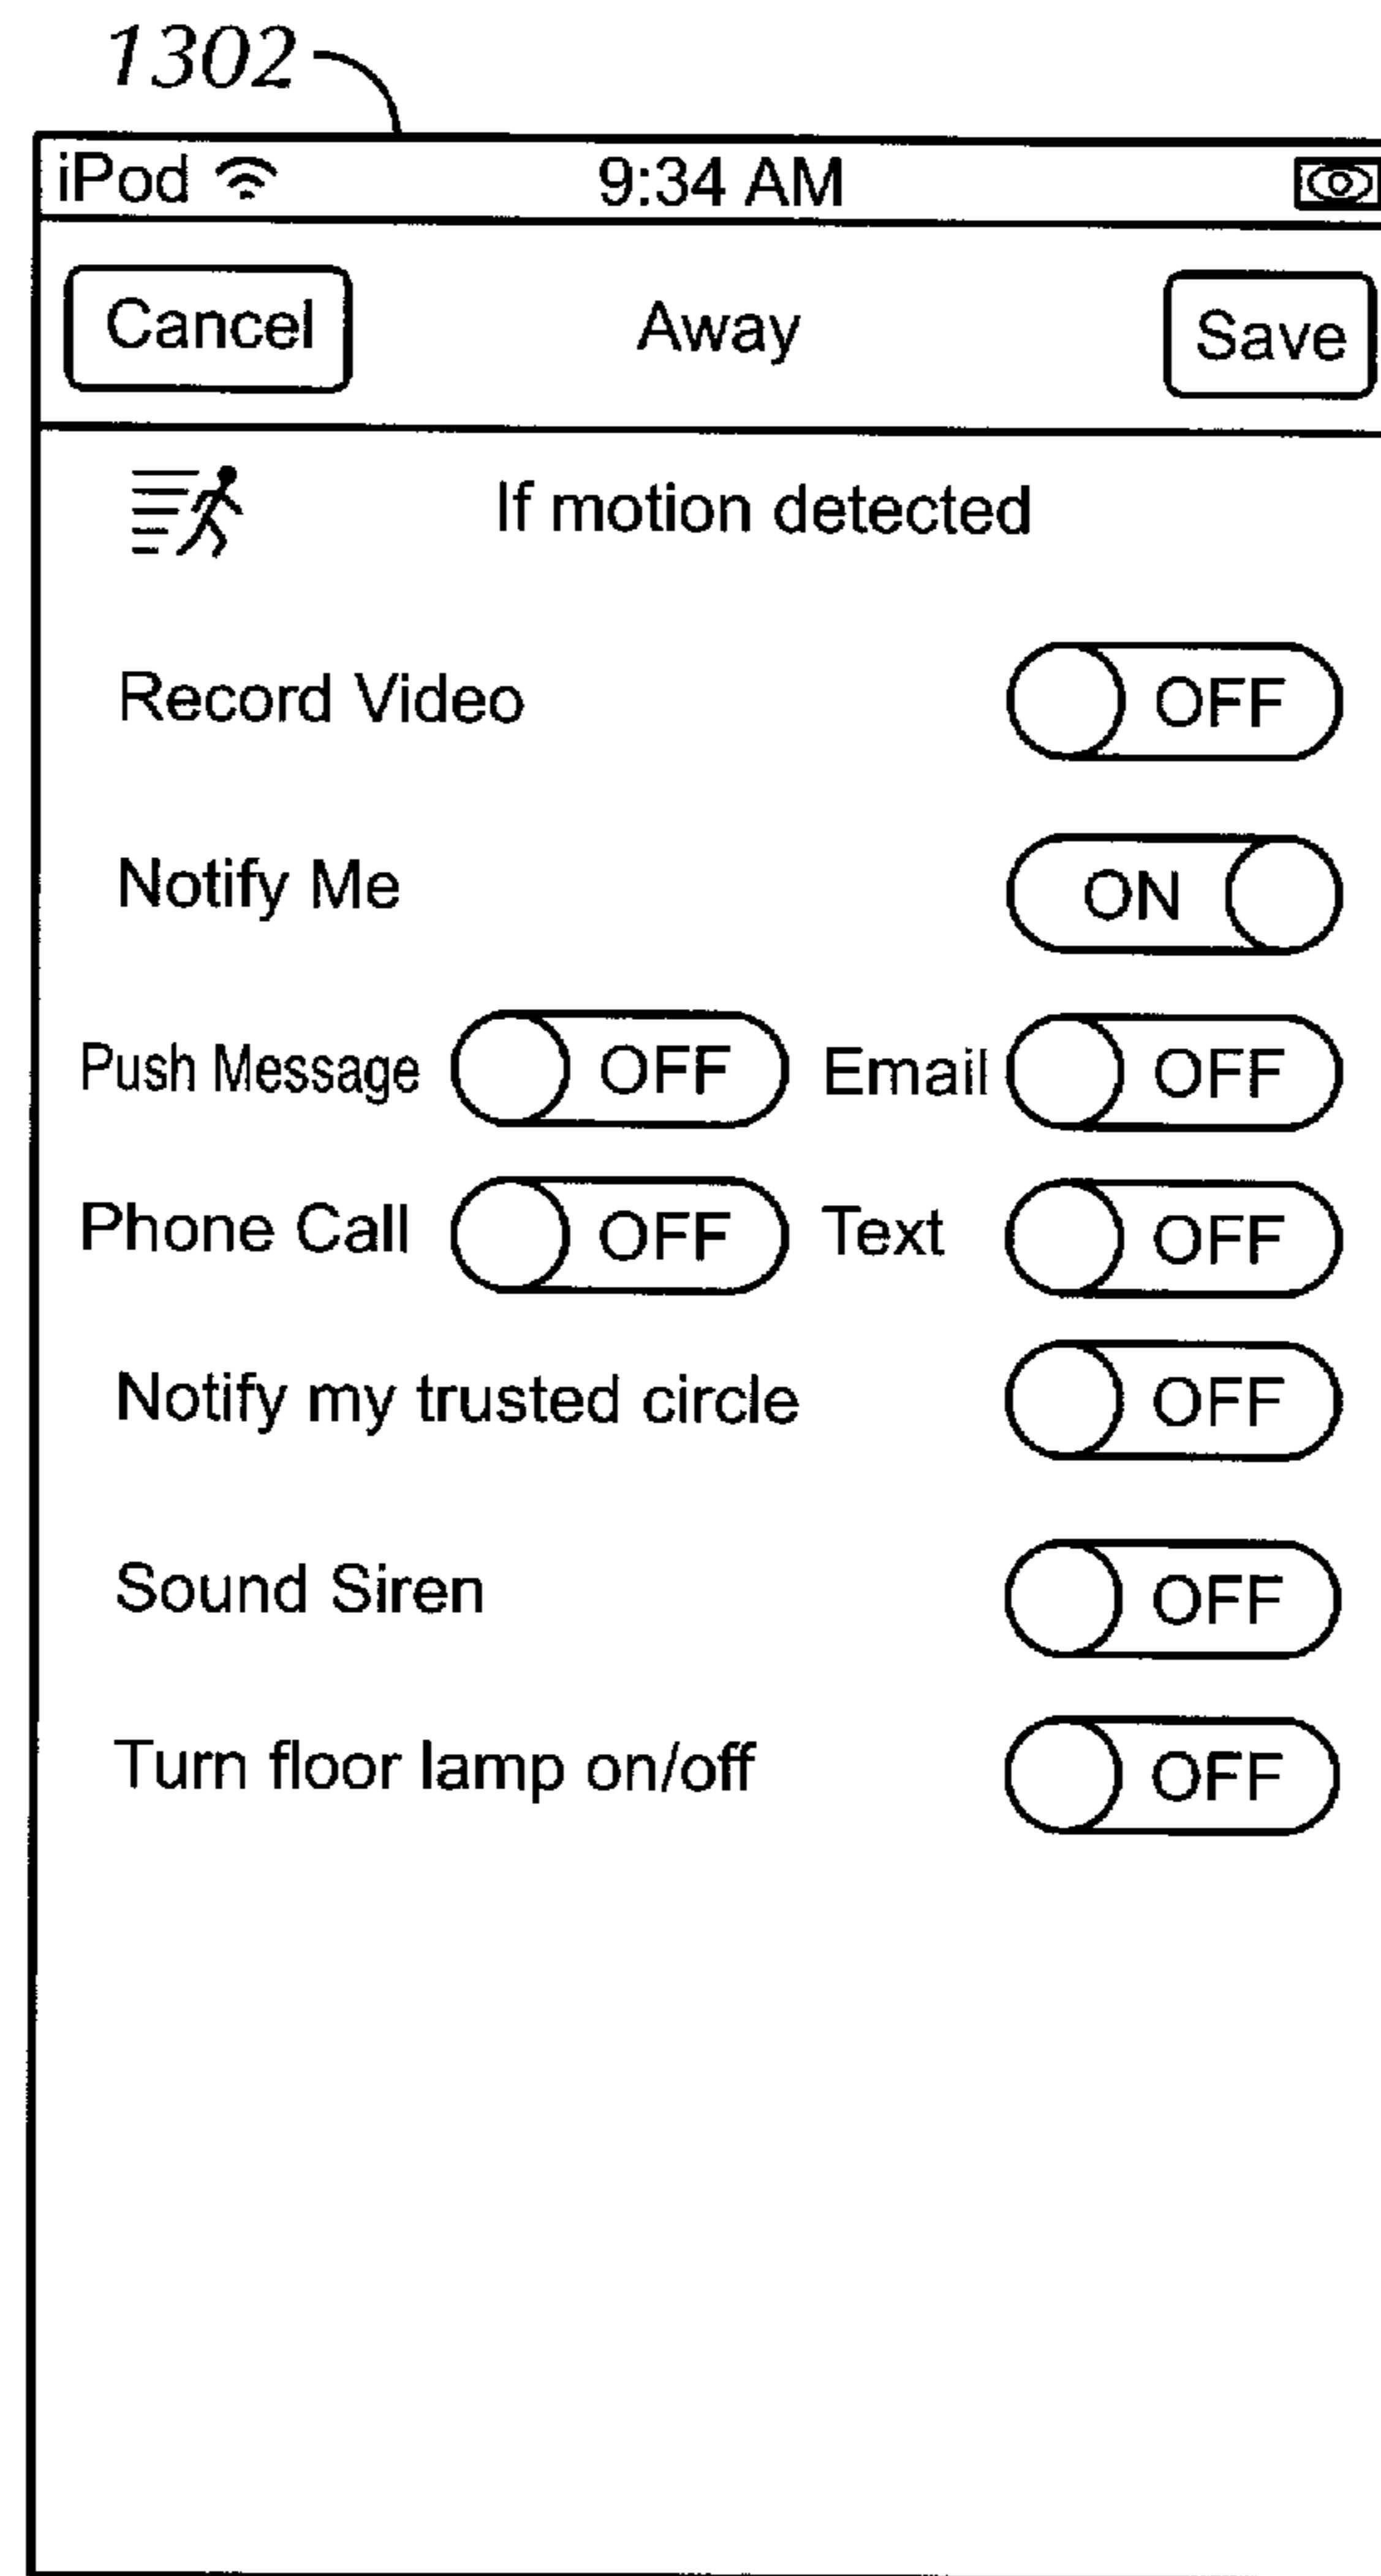 1302
iPod 9:34 AM
Cancel Away Save
If motion detected
Record Video OFF
Notify Me ON
Push Message OFF Email OFF
Phone Call OFF Text OFF
Notify my trusted circle OFF
Sound Siren OFF
Turn floor lamp on/off OFF